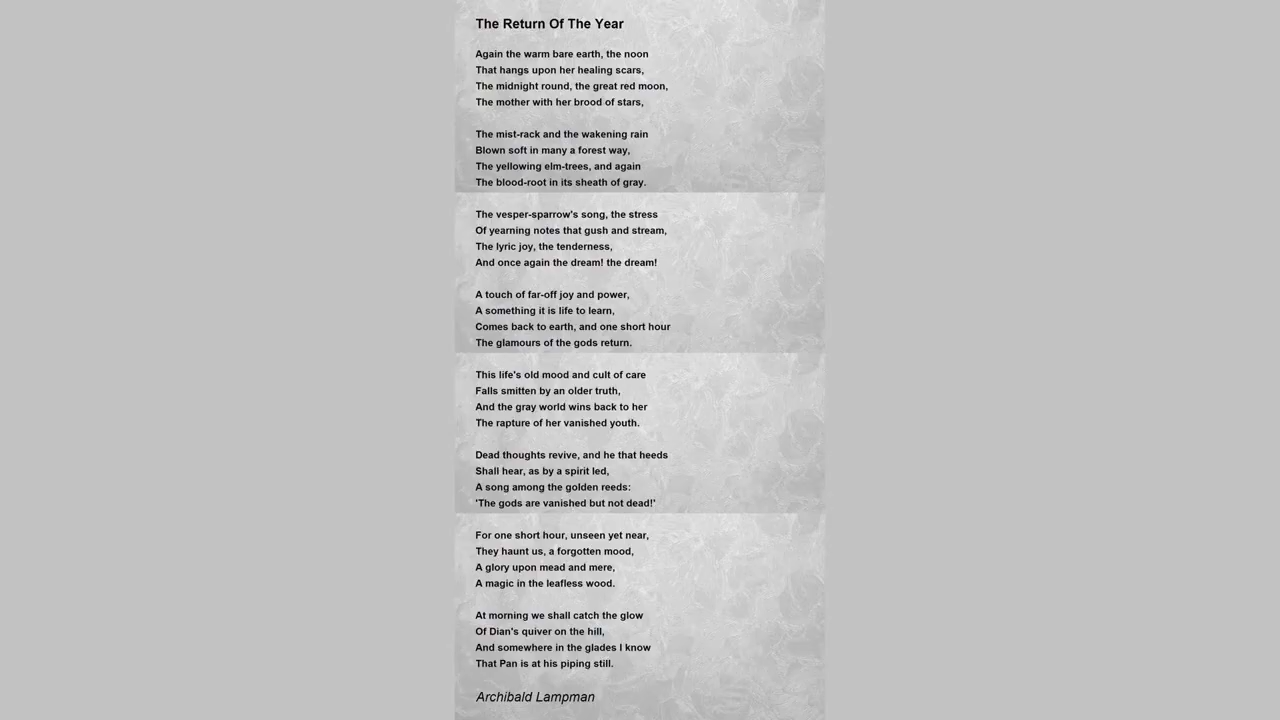 The Return Of The Year
Again the warm bare earth, the noon
That hangs upon her healing scars,
The midnight round, the great red moon,
The mother with her brood of stars,
The mist-rack and the wakening rain
Blown soft in many a forest way,
The yellowing elm-trees, and again
The blood-root in its sheath of gray.
The vesper-sparrow's song, the stress
Of yearning notes that gush and stream,
The lyric joy, the tenderness,
And once again the dream! the dream!
A touch of far-off joy and power,
A something it is life to learn,
Comes back to earth, and one short hour
The glamours of the gods return.
This life's old mood and cult of care
Falls smitten by an older truth,
And the gray world wins back to her
The rapture of her vanished youth.
Dead thoughts revive, and he that heeds
Shall hear, as by a spirit led,
A song among the golden reeds:
'The gods are vanished but not dead!'
For one short hour, unseen yet near,
They haunt us, a forgotten mood,
A glory upon mead and mere,
A magic in the leafless wood.
At morning we shall catch the glow
Of Dian's quiver on the hill,
And somewhere in the glades I know
That Pan is at his piping still.
Archibald Lampman